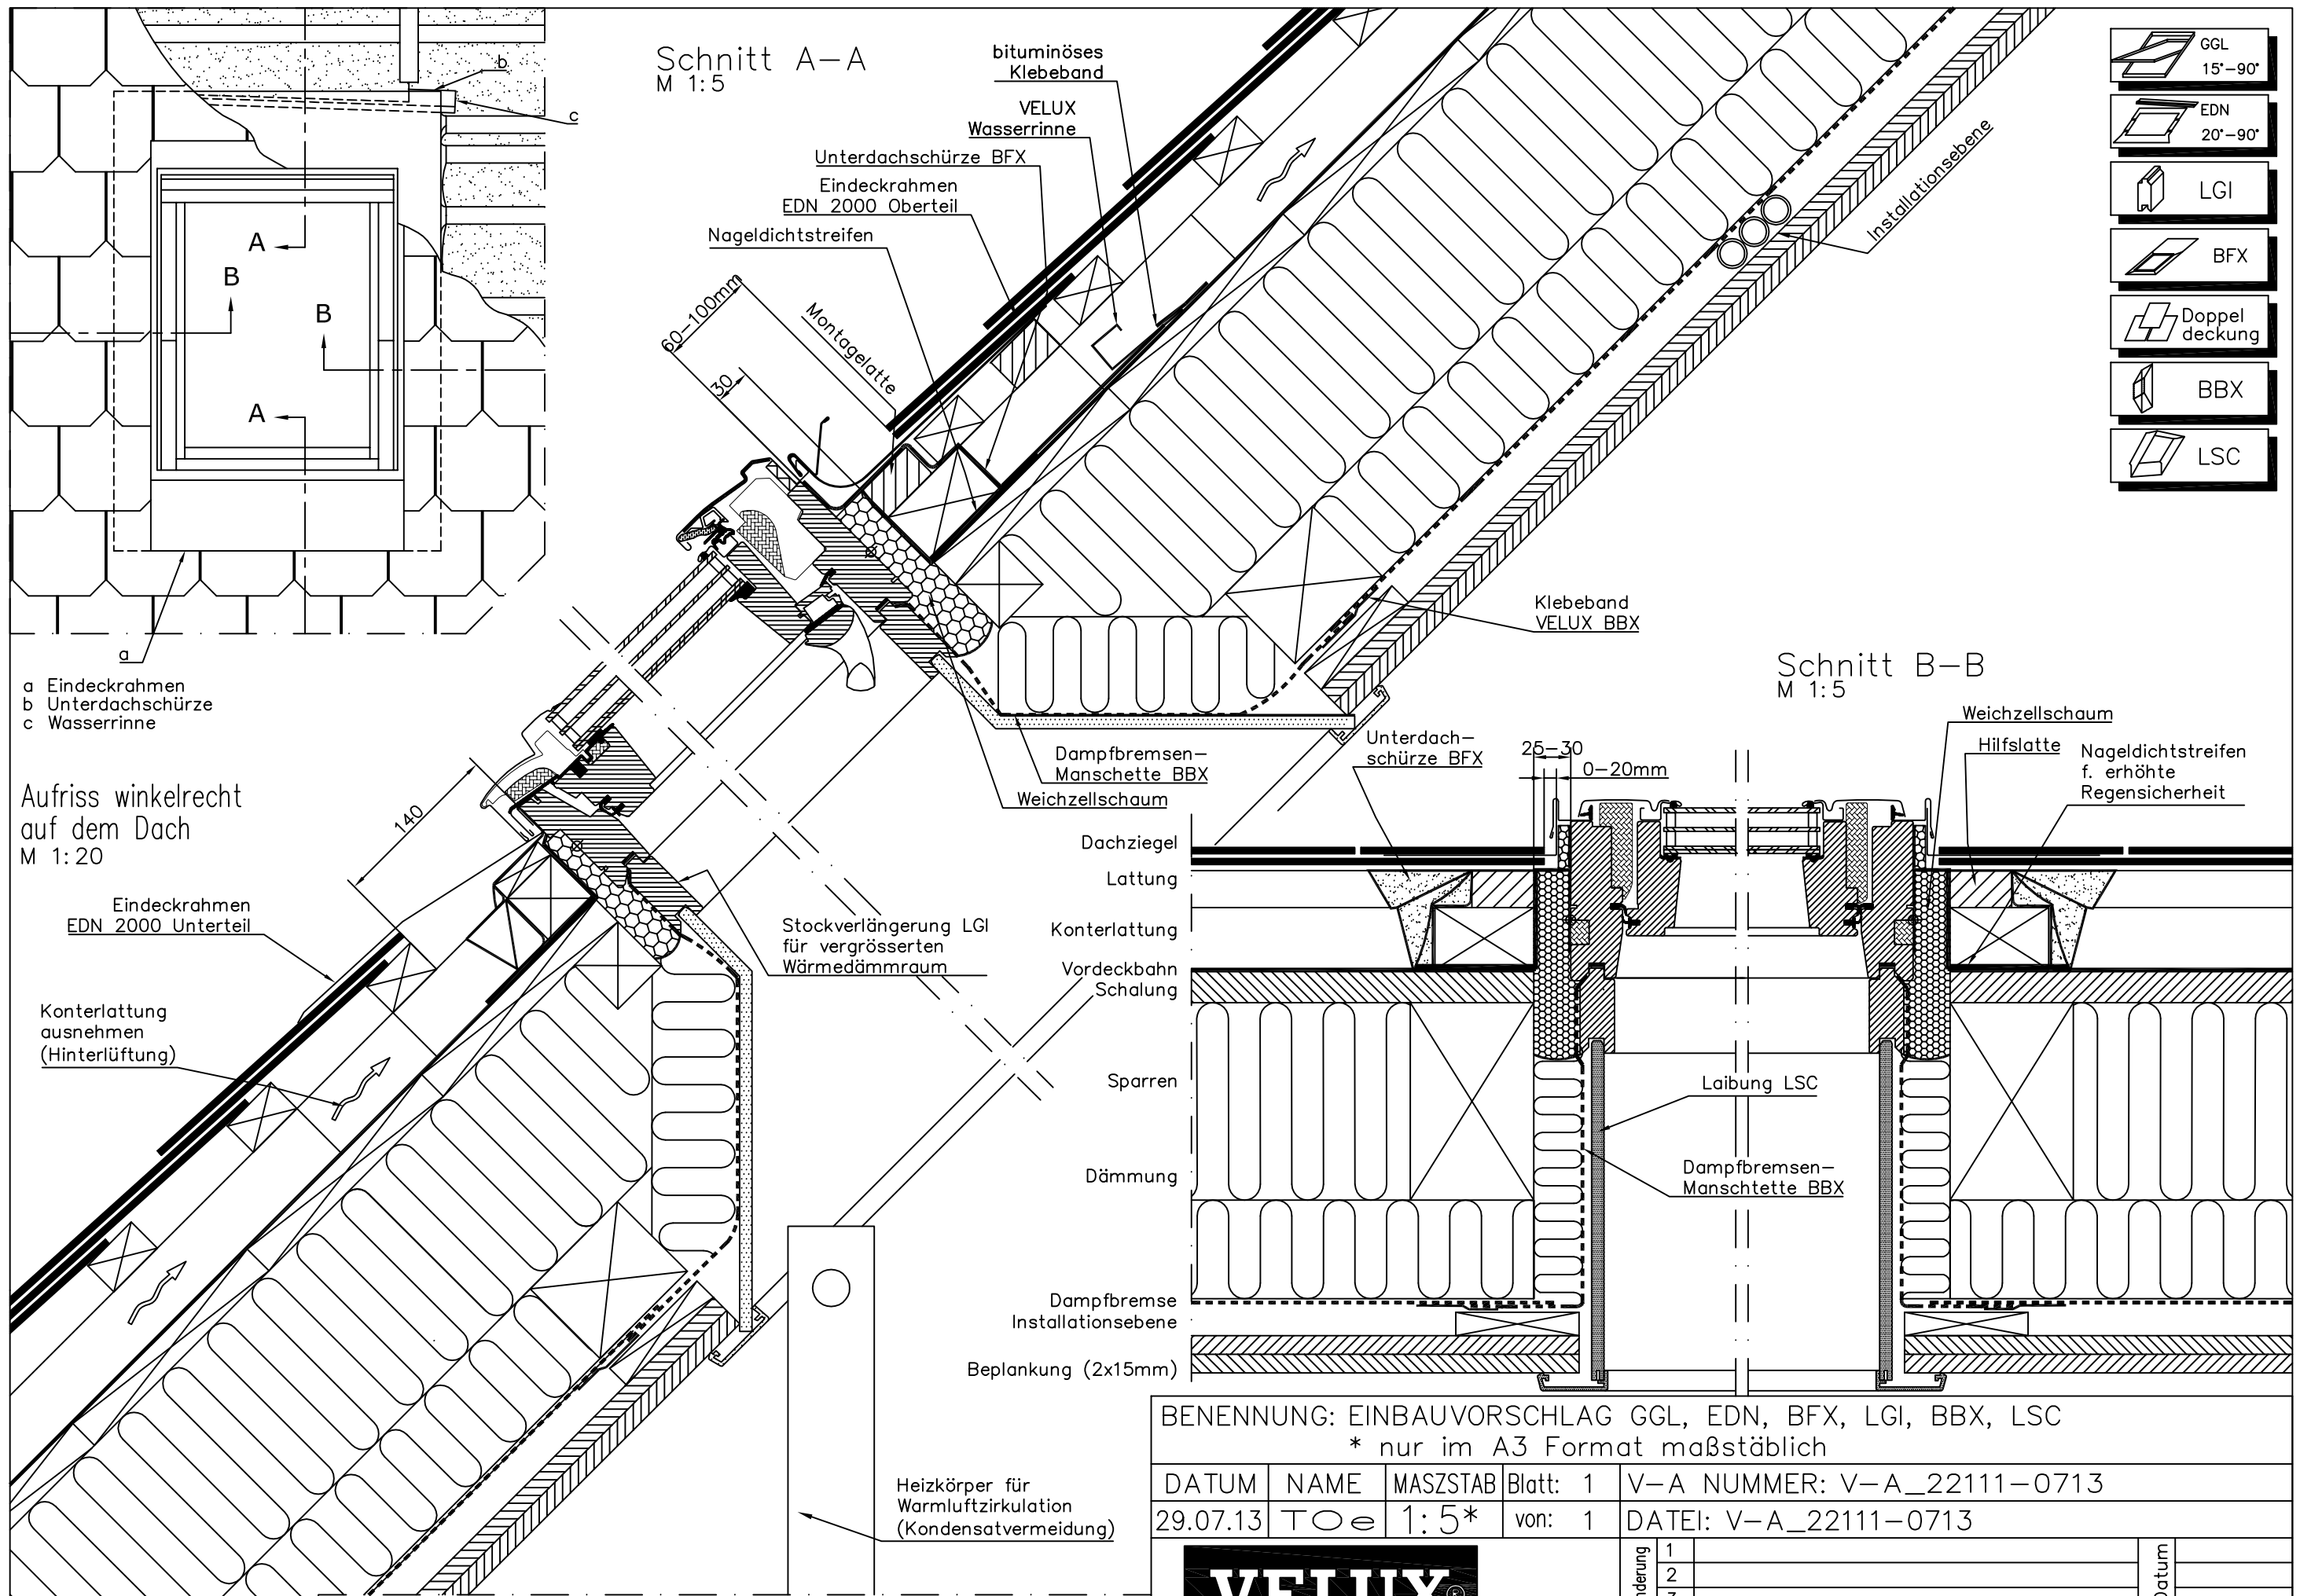 b
c
A
B
B
A
a
a Eindeckrahmen
b Unterdachschürze
c Wasserrinne
Aufriss winkelrecht
auf dem Dach
M 1:20
Schnitt A-A
M 1:5
bituminöses
Klebeband
VELUX
Wasserrinne
Unterdachschürze BFX
Eindeckrahmen
EDN 2000 Oberteil
Nageldichtstreifen
60-100mm
30
Montagelatte
Installationsebene
Klebeband
VELUX BBX
Dampfbremsen-
Manschette BBX
Weichzellschaum
140
Eindeckrahmen
EDN 2000 Unterteil
Konterlattung
ausnehmen
(Hinterlüftung)
Stockverlängerung LGI
für vergrösserten
Wärmedämmraum
Heizkörper für
Warmluftzirkulation
(Kondensatvermeidung)
GGL
15°-90°
EDN
20°-90°
LGI
BFX
Doppel
deckung
BBX
LSC
Schnitt B-B
M 1:5
Unterdach-
schürze BFX
25-30
0-20mm
Weichzellschaum
Hilfslatte
Nageldichtstreifen
f. erhöhte
Regensicherheit
Dachziegel
Lattung
Konterlattung
Vordeckbahn
Schalung
Sparren
Dämmung
Dampfbremse
Installationsebene
Beplankung (2x15mm)
Laibung LSC
Dampfbremsen-
Manschtette BBX
BENENNUNG: EINBAUVORSCHLAG GGL, EDN, BFX, LGI, BBX, LSC
* nur im A3 Format maßstäblich
DATUM NAME MASZSTAB Blatt: 1 V-A NUMMER: V-A_22111-0713
29.07.13 TOe 1:5* von: 1 DATEI: V-A_22111-0713
VELUX ®
1
2
Datum